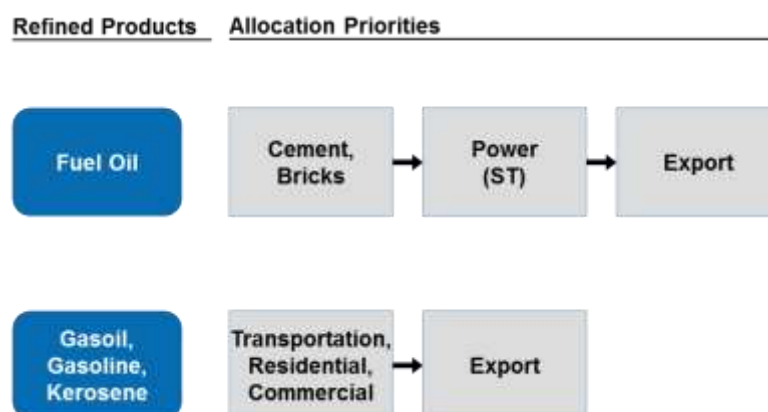 Refined Products
Allocation Priorities
Fuel Oil
Cement,
Bricks
Power
(ST)
Export
Gasoil,
Gasoline,
Kerosene
Transportation,
Residential,
Commercial
Export